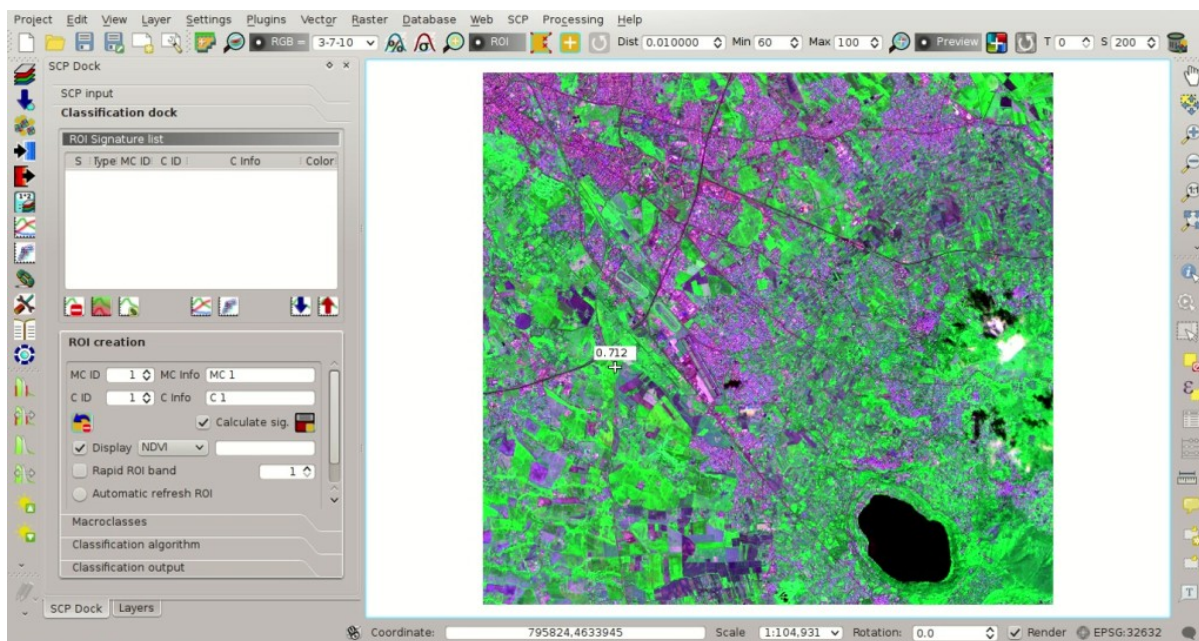 Project Edit View Layer Settings Plugins Vector Raster Database Web SCP Processing Help
RGB = 3-7-10 ROI Dist 0.010000 Min 60 Max 100 Preview T 0 S 200
SCP Dock
SCP input
Classification dock
ROI Signature list
S Type MC ID C ID C Info Color
ROI creation
MC ID 1 MC Info MC 1
C ID 1 C Info C 1
Calculate sig.
Display NDVI
Rapid ROI band 1
Automatic refresh ROI
Macroclasses
Classification algorithm
Classification output
SCP Dock Layers
0.712
Coordinate: 795824,4633945 Scale 1:104,931 Rotation: 0.0 Render EPSG:32632